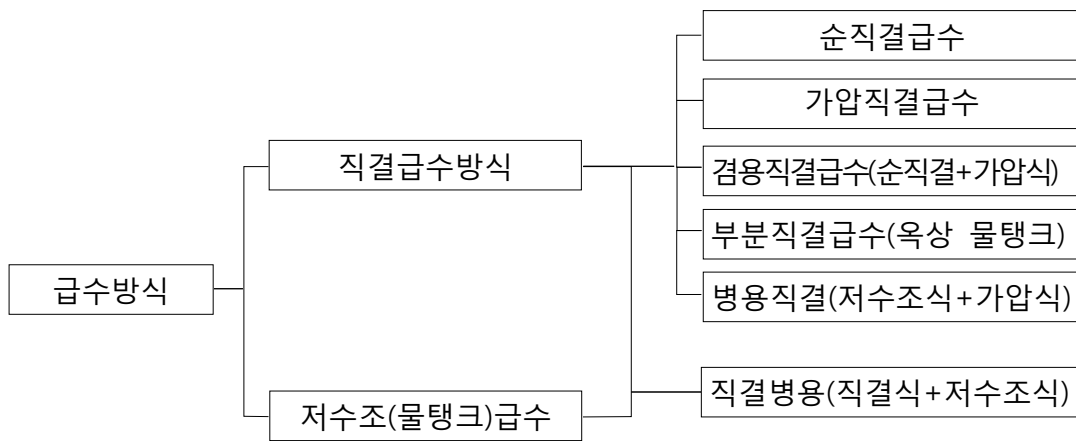 순직결급수
가압직결급수
직결급수방식
겸용직결급수(순직결+가압식)
부분직결급수(옥상 물탱크)
급수방식
병용직결(저수조식+가압식)
저수조(물탱크)급수
직결병용(직결식+저수조식)